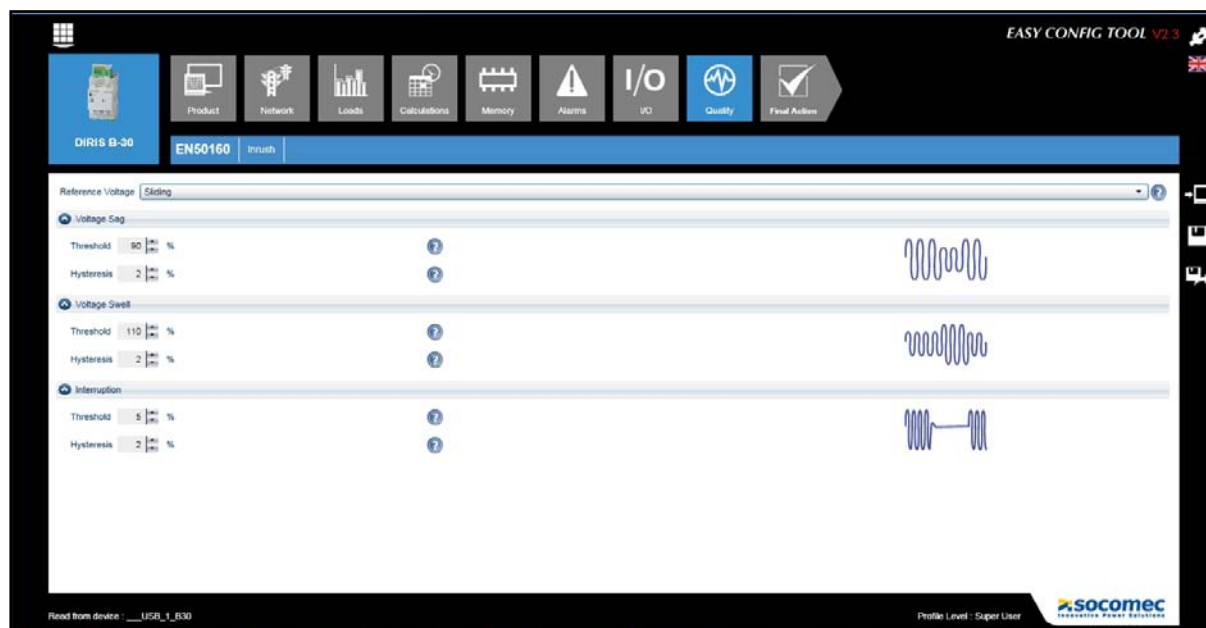 EASY CONFIG TOOL V2.3
Product
Network
Loads
Calculations
Memory
Alarms
I/O
I/O
Quality
Final Action
DIRIS B-30
EN50160
Inrush
Reference Voltage
Sliding
Voltage Sag
Threshold 90 %
Hysteresis 2 %
Voltage Swell
Threshold 110 %
Hysteresis 2 %
Interruption
Threshold 5 %
Hysteresis 2 %
Read from device : ___USB_1_B30
Profile Level : Super User
socomec
Innovative Power Solutions